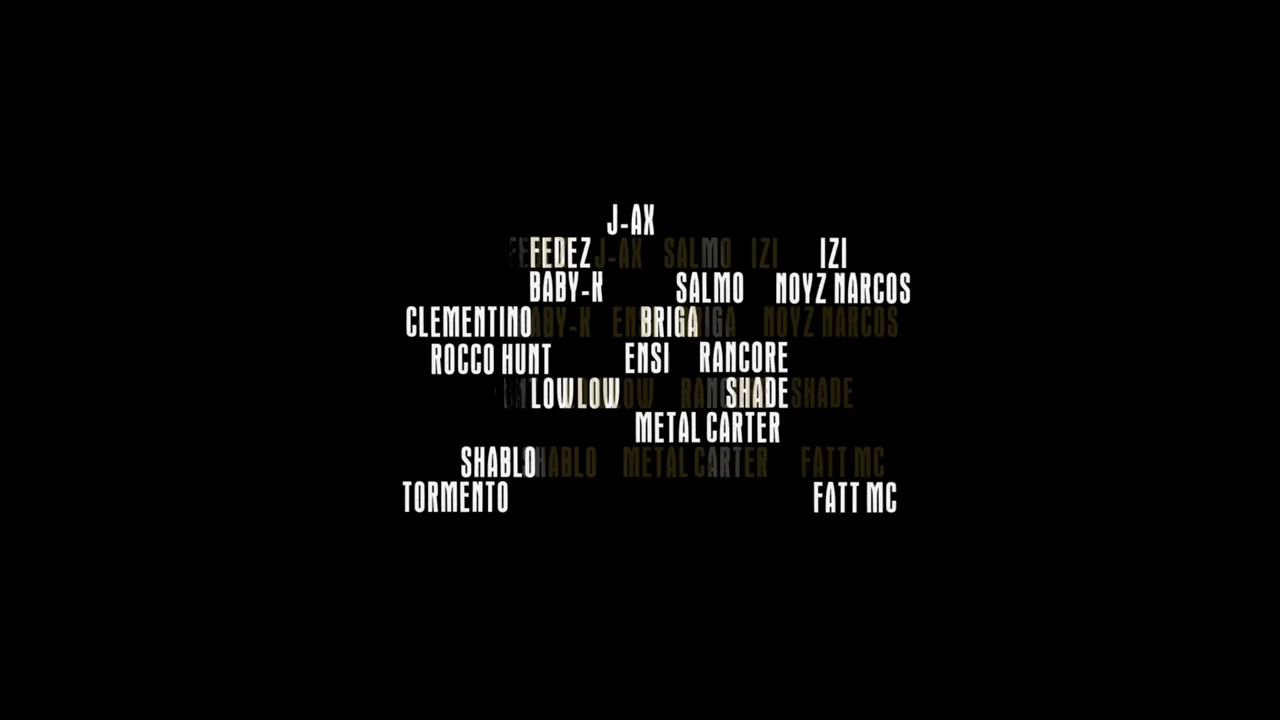 J-AX
FEDEZ IZI
BABY-K SALMO NOYZ NARCOS
CLEMENTINO BRIGA
ROCCO HUNT ENSI RANCORE
LOWLOW SHADE
METAL CARTER
SHABLO
TORMENTO FATT MC